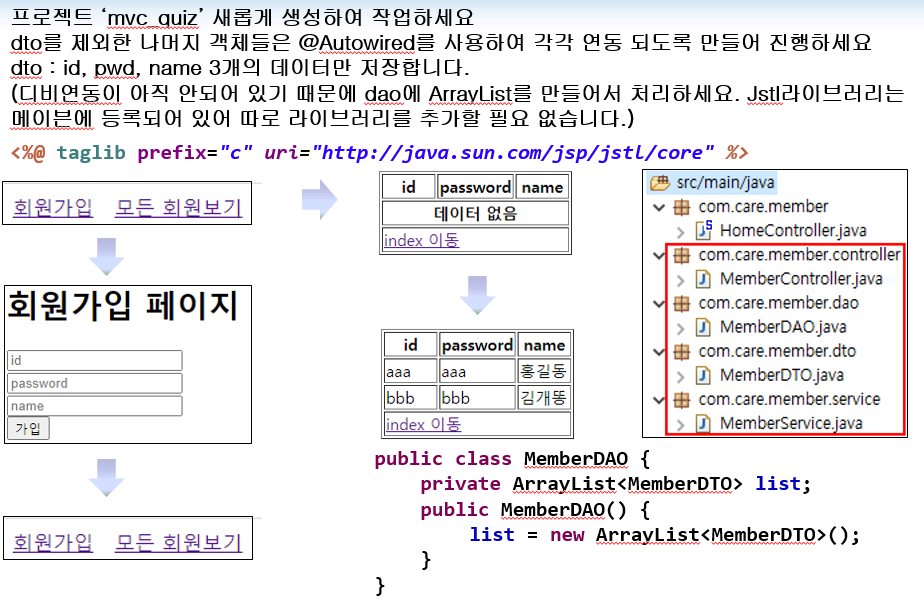 프로젝트 ‘mvc_quiz’ 새롭게 생성하여 작업하세요
dto를 제외한 나머지 객체들은 @Autowired를 사용하여 각각 연동 되도록 만들어 진행하세요
dto : id, pwd, name 3개의 데이터만 저장합니다.
(디비연동이 아직 안되어 있기 때문에 dao에 ArrayList를 만들어서 처리하세요. Jstl라이브러리는
메이븐에 등록되어 있어 따로 라이브러리를 추가할 필요 없습니다.)
<%@ taglib prefix="c" uri="http://java.sun.com/jsp/jstl/core" %>
회원가입 모든 회원보기
회원가입 페이지
id
password
name
가입
회원가입 모든 회원보기
id password name
데이터 없음
index 이동
id password name
aaa aaa 홍길동
bbb bbb 김개똥
index 이동
src/main/java
com.care.member
HomeController.java
com.care.member.controller
MemberController.java
com.care.member.dao
MemberDAO.java
com.care.member.dto
MemberDTO.java
com.care.member.service
MemberService.java
public class MemberDAO {
private ArrayList<MemberDTO> list;
public MemberDAO() {
list = new ArrayList<MemberDTO>();
}
}